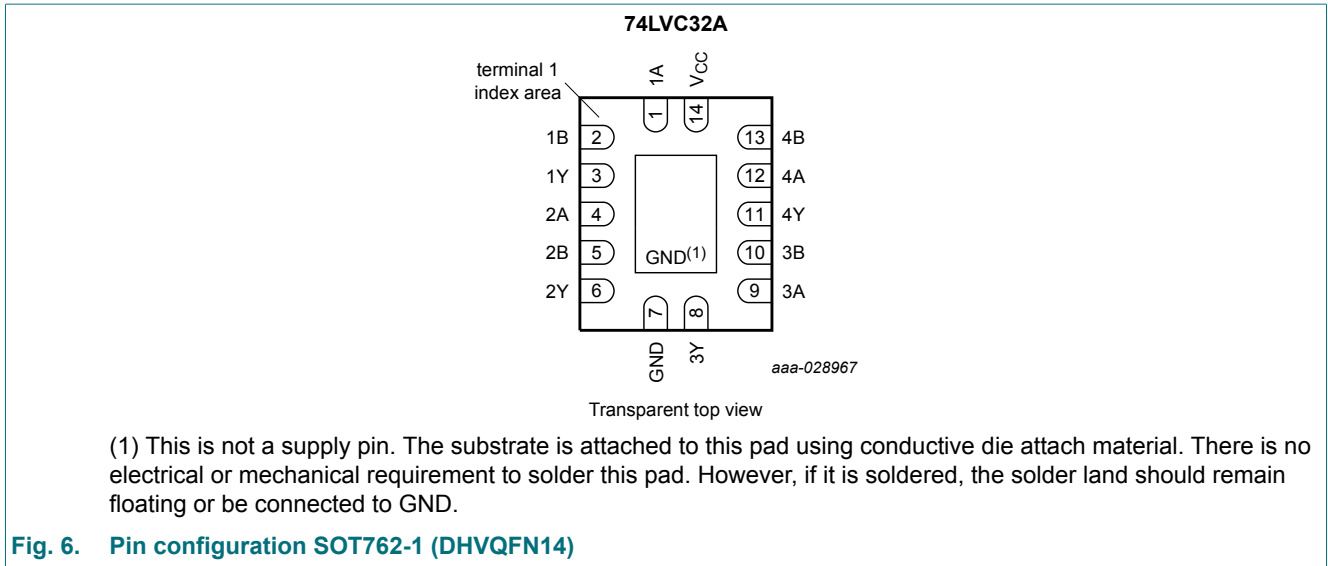 74LVC32A
terminal 1
index area
1A
VCC
1
14
1B 2
13 4B
1Y 3
12 4A
2A 4
11 4Y
2B 5
GND(1)
10 3B
2Y 6
9 3A
7
8
GND
3Y
aaa-028967
Transparent top view
(1) This is not a supply pin. The substrate is attached to this pad using conductive die attach material. There is no
electrical or mechanical requirement to solder this pad. However, if it is soldered, the solder land should remain
floating or be connected to GND.
Fig. 6. Pin configuration SOT762-1 (DHVQFN14)